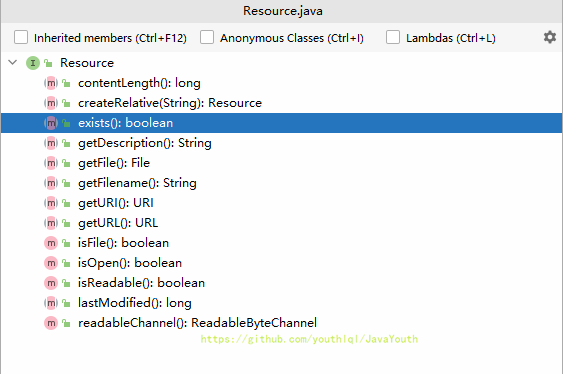 Resource.java
Inherited members (Ctrl+F12) Anonymous Classes (Ctrl+I) Lambdas (Ctrl+L)
I Resource
m contentLength(): long
m createRelative(String): Resource
m exists(): boolean
m getDescription(): String
m getFile(): File
m getFilename(): String
m getURI(): URI
m getURL(): URL
m isFile(): boolean
m isOpen(): boolean
m isReadable(): boolean
m lastModified(): long
m readableChannel(): ReadableByteChannel
https://github.com/youthlql/JavaYouth